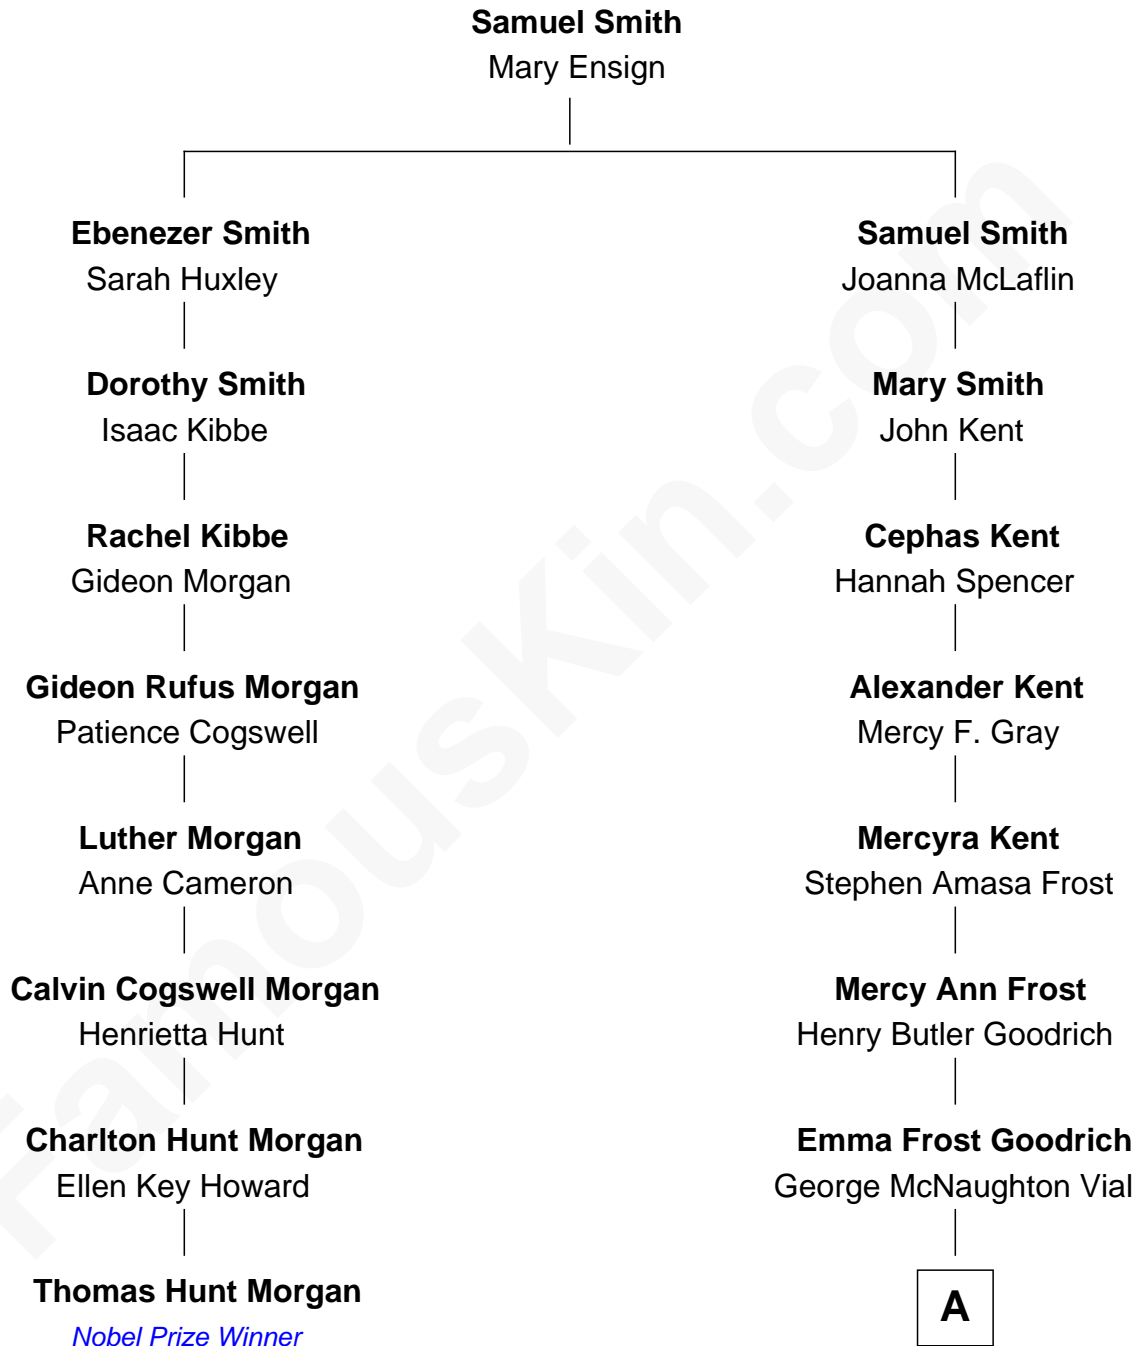 Samuel Smith
Mary Ensign
Ebenezer Smith
Sarah Huxley
Samuel Smith
Joanna McLaflin
Dorothy Smith
Isaac Kibbe
Mary Smith
John Kent
Rachel Kibbe
Gideon Morgan
Cephas Kent
Hannah Spencer
Gideon Rufus Morgan
Patience Cogswell
Alexander Kent
Mercy F. Gray
Luther Morgan
Anne Cameron
Mercyra Kent
Stephen Amasa Frost
Calvin Cogswell Morgan
Henrietta Hunt
Mercy Ann Frost
Henry Butler Goodrich
Charlton Hunt Morgan
Ellen Key Howard
Emma Frost Goodrich
George McNaughton Vial
Thomas Hunt Morgan
Nobel Prize Winner
A
FamousKin.com